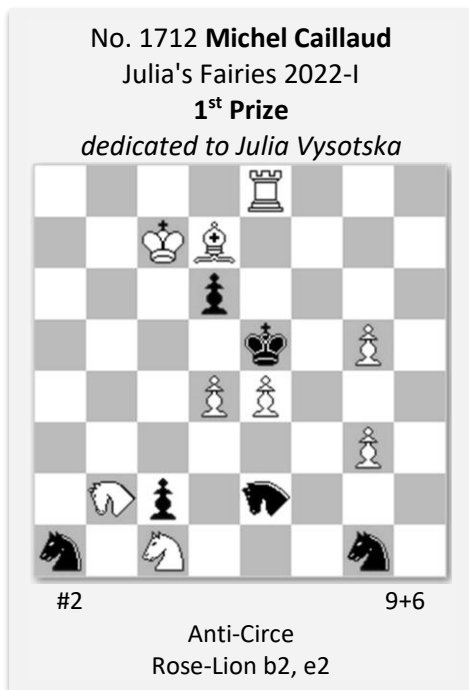 No. 1712 Michel Caillaud
Julia's Fairies 2022-I
1st Prize
dedicated to Julia Vysotska
#2 9+6
Anti-Circe
Rose-Lion b2, e2